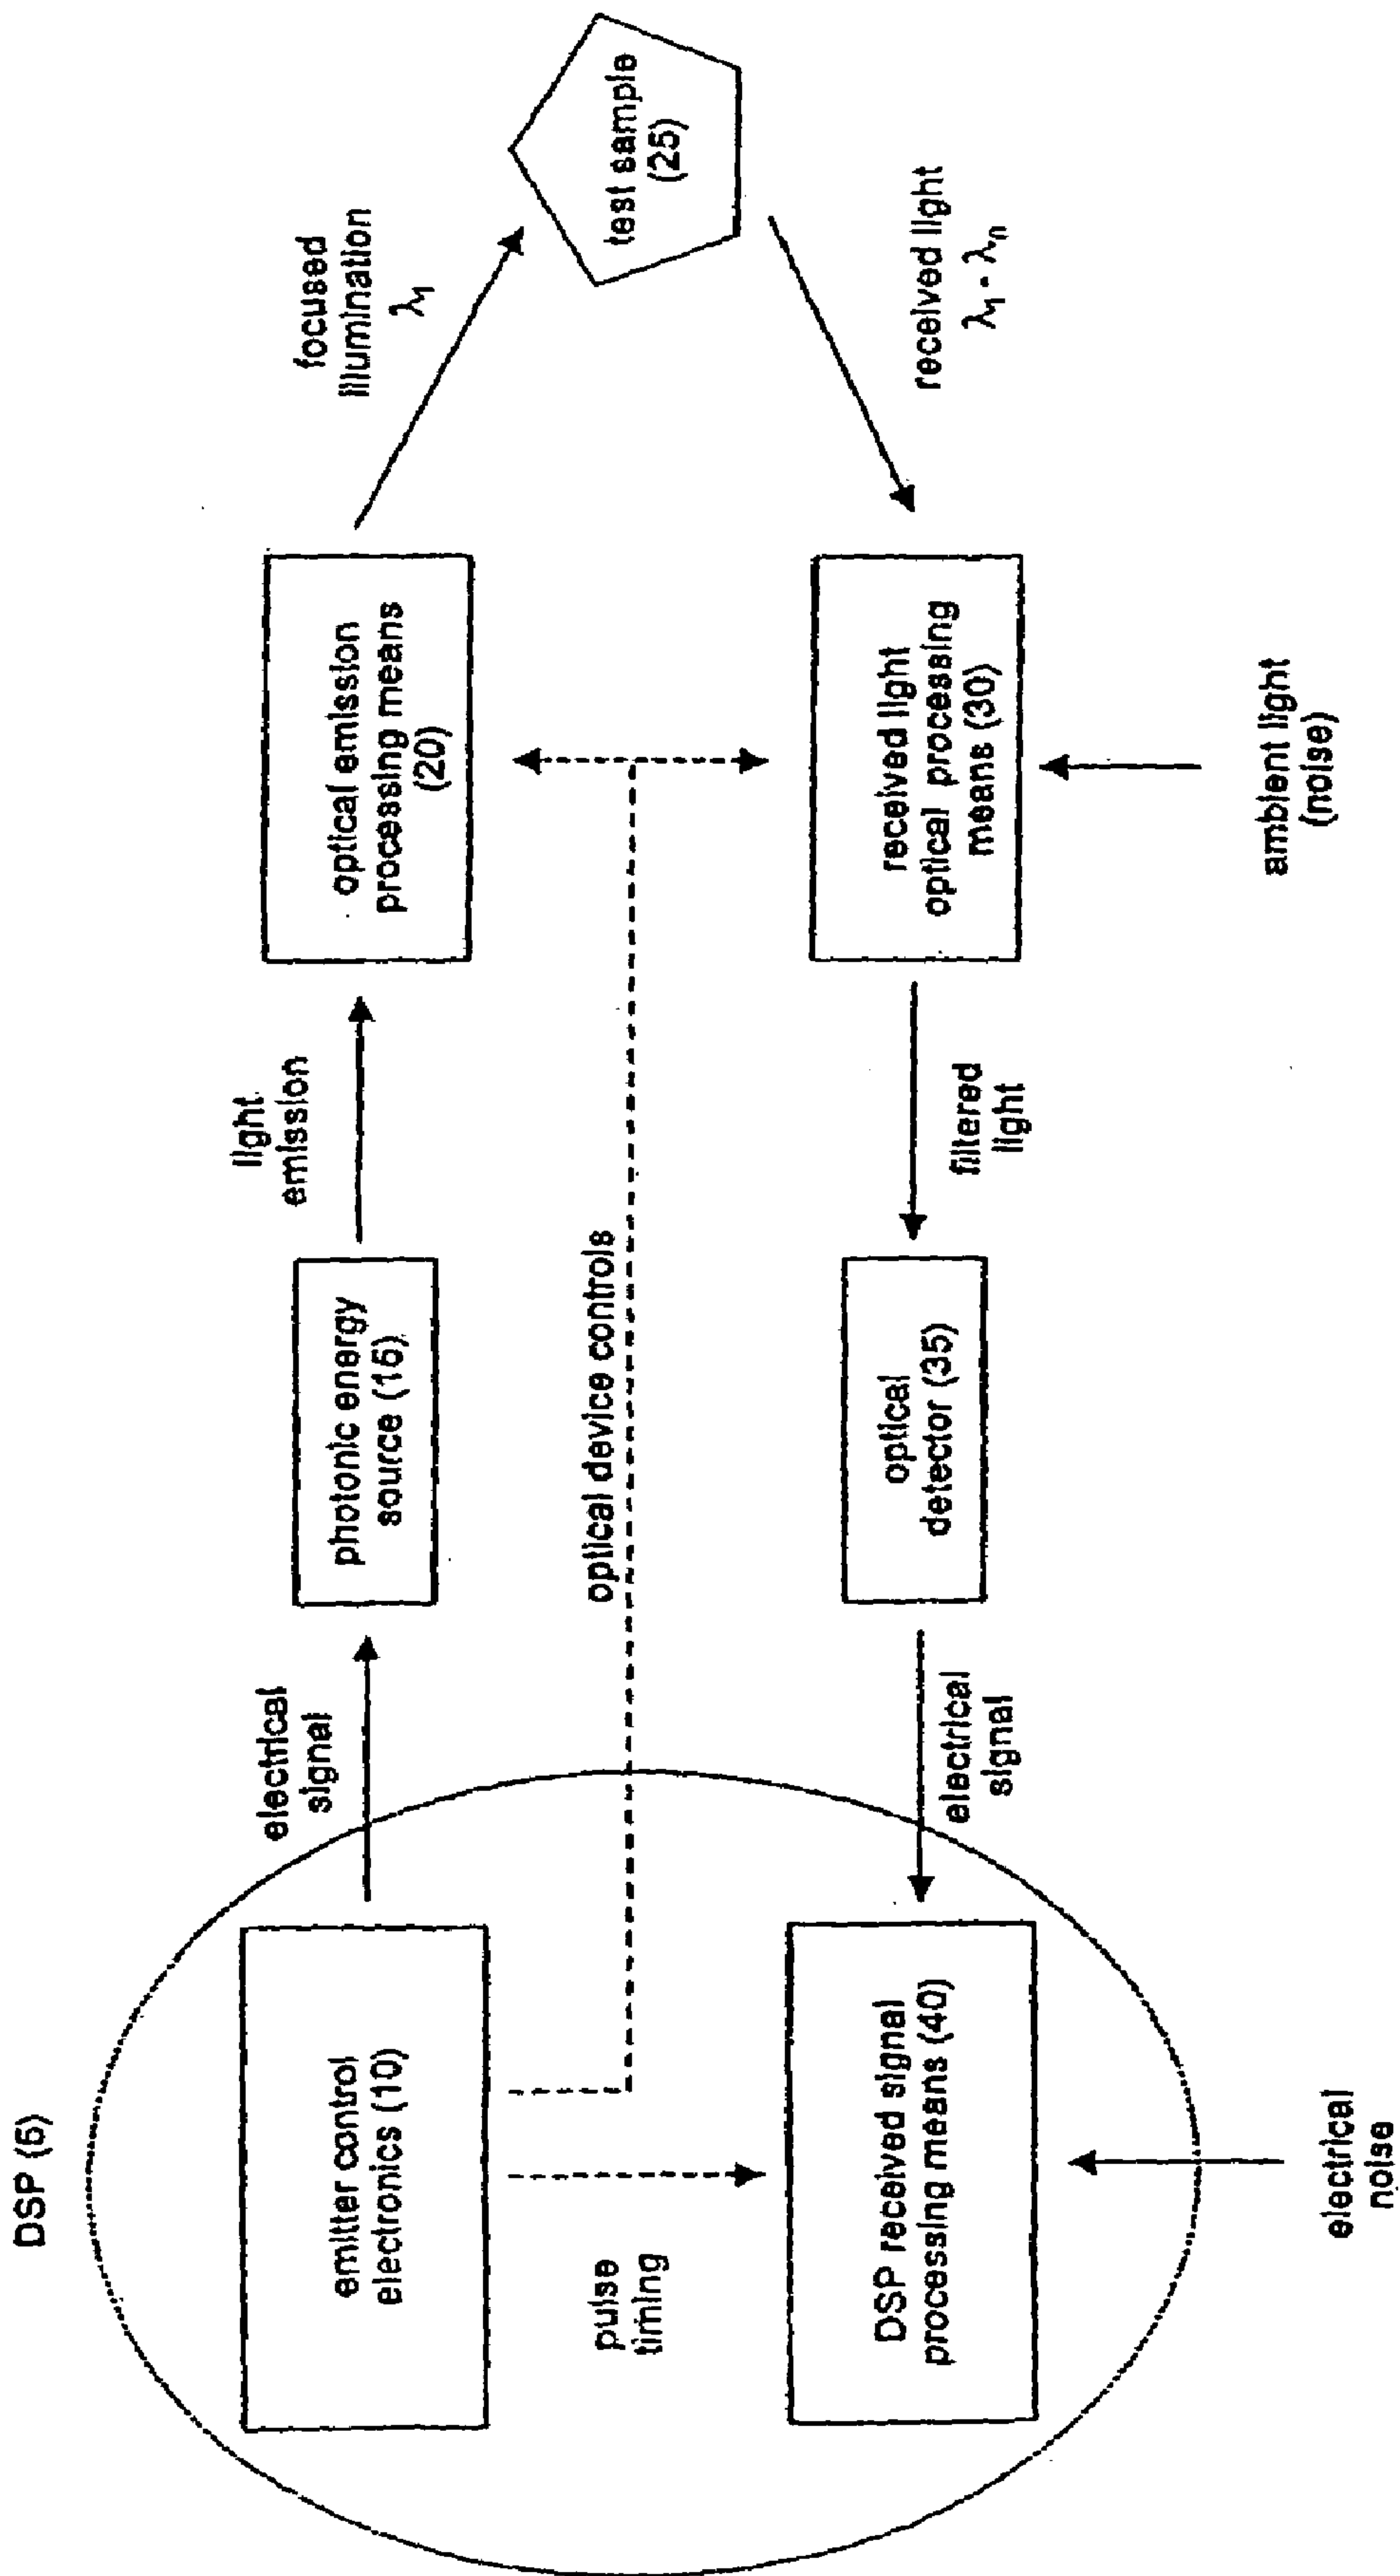 DSP (5)
emitter control
electronics (10)
electrical
signal
photonic energy
source (15)
light
emission
optical emission
processing means
(20)
focused
illumination
λ₁
test sample
(25)
pulse
timing
optical device controls
DSP received signal
processing means (40)
electrical
signal
optical
detector (35)
filtered
light
received light
optical processing
means (30)
received light
λ₁ - λₙ
electrical
noise
ambient light
(noise)